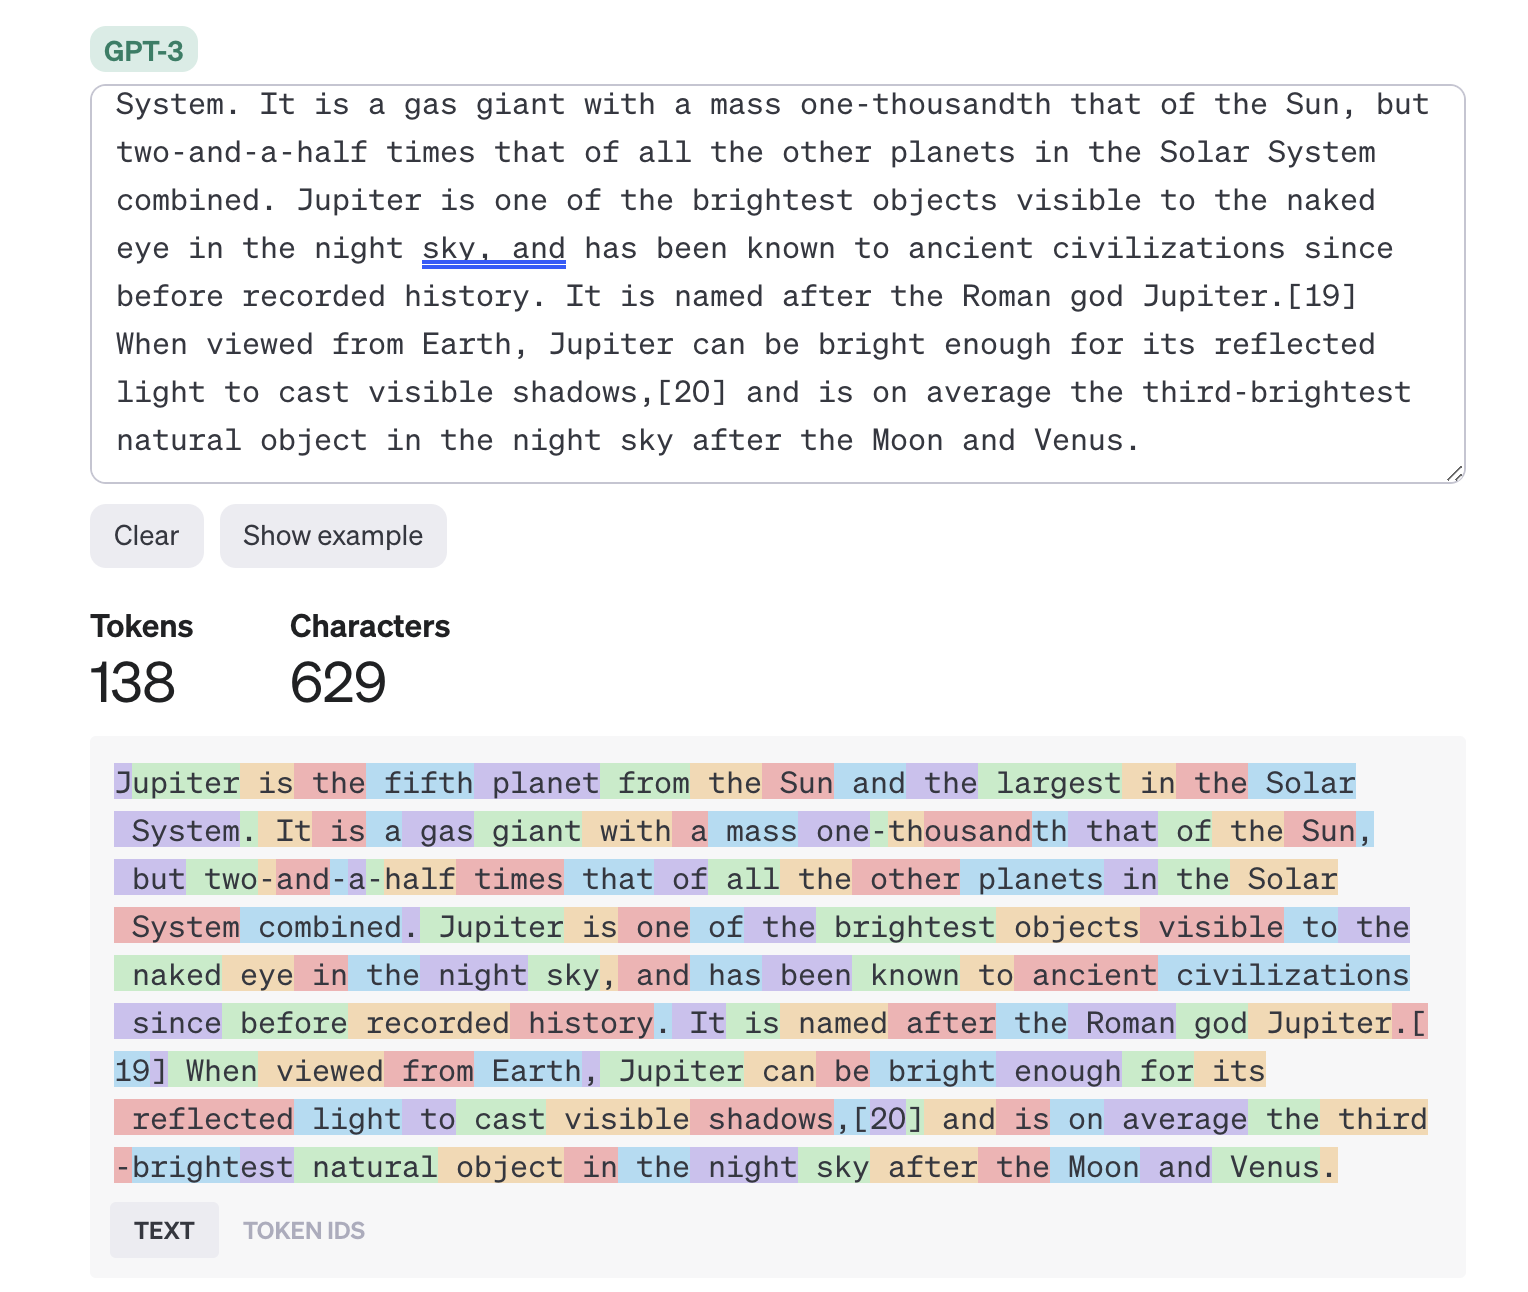 GPT-3
System. It is a gas giant with a mass one-thousandth that of the Sun, but
two-and-a-half times that of all the other planets in the Solar System
combined. Jupiter is one of the brightest objects visible to the naked
eye in the night sky, and has been known to ancient civilizations since
before recorded history. It is named after the Roman god Jupiter.[19]
When viewed from Earth, Jupiter can be bright enough for its reflected
light to cast visible shadows,[20] and is on average the third-brightest
natural object in the night sky after the Moon and Venus.
Clear Show example
Tokens Characters
138 629
Jupiter is the fifth planet from the Sun and the largest in the Solar
System. It is a gas giant with a mass one-thousandth that of the Sun,
but two-and-a-half times that of all the other planets in the Solar
System combined. Jupiter is one of the brightest objects visible to the
naked eye in the night sky, and has been known to ancient civilizations
since before recorded history. It is named after the Roman god Jupiter.[
19] When viewed from Earth, Jupiter can be bright enough for its
reflected light to cast visible shadows,[20] and is on average the third
-brightest natural object in the night sky after the Moon and Venus.
TEXT TOKEN IDS